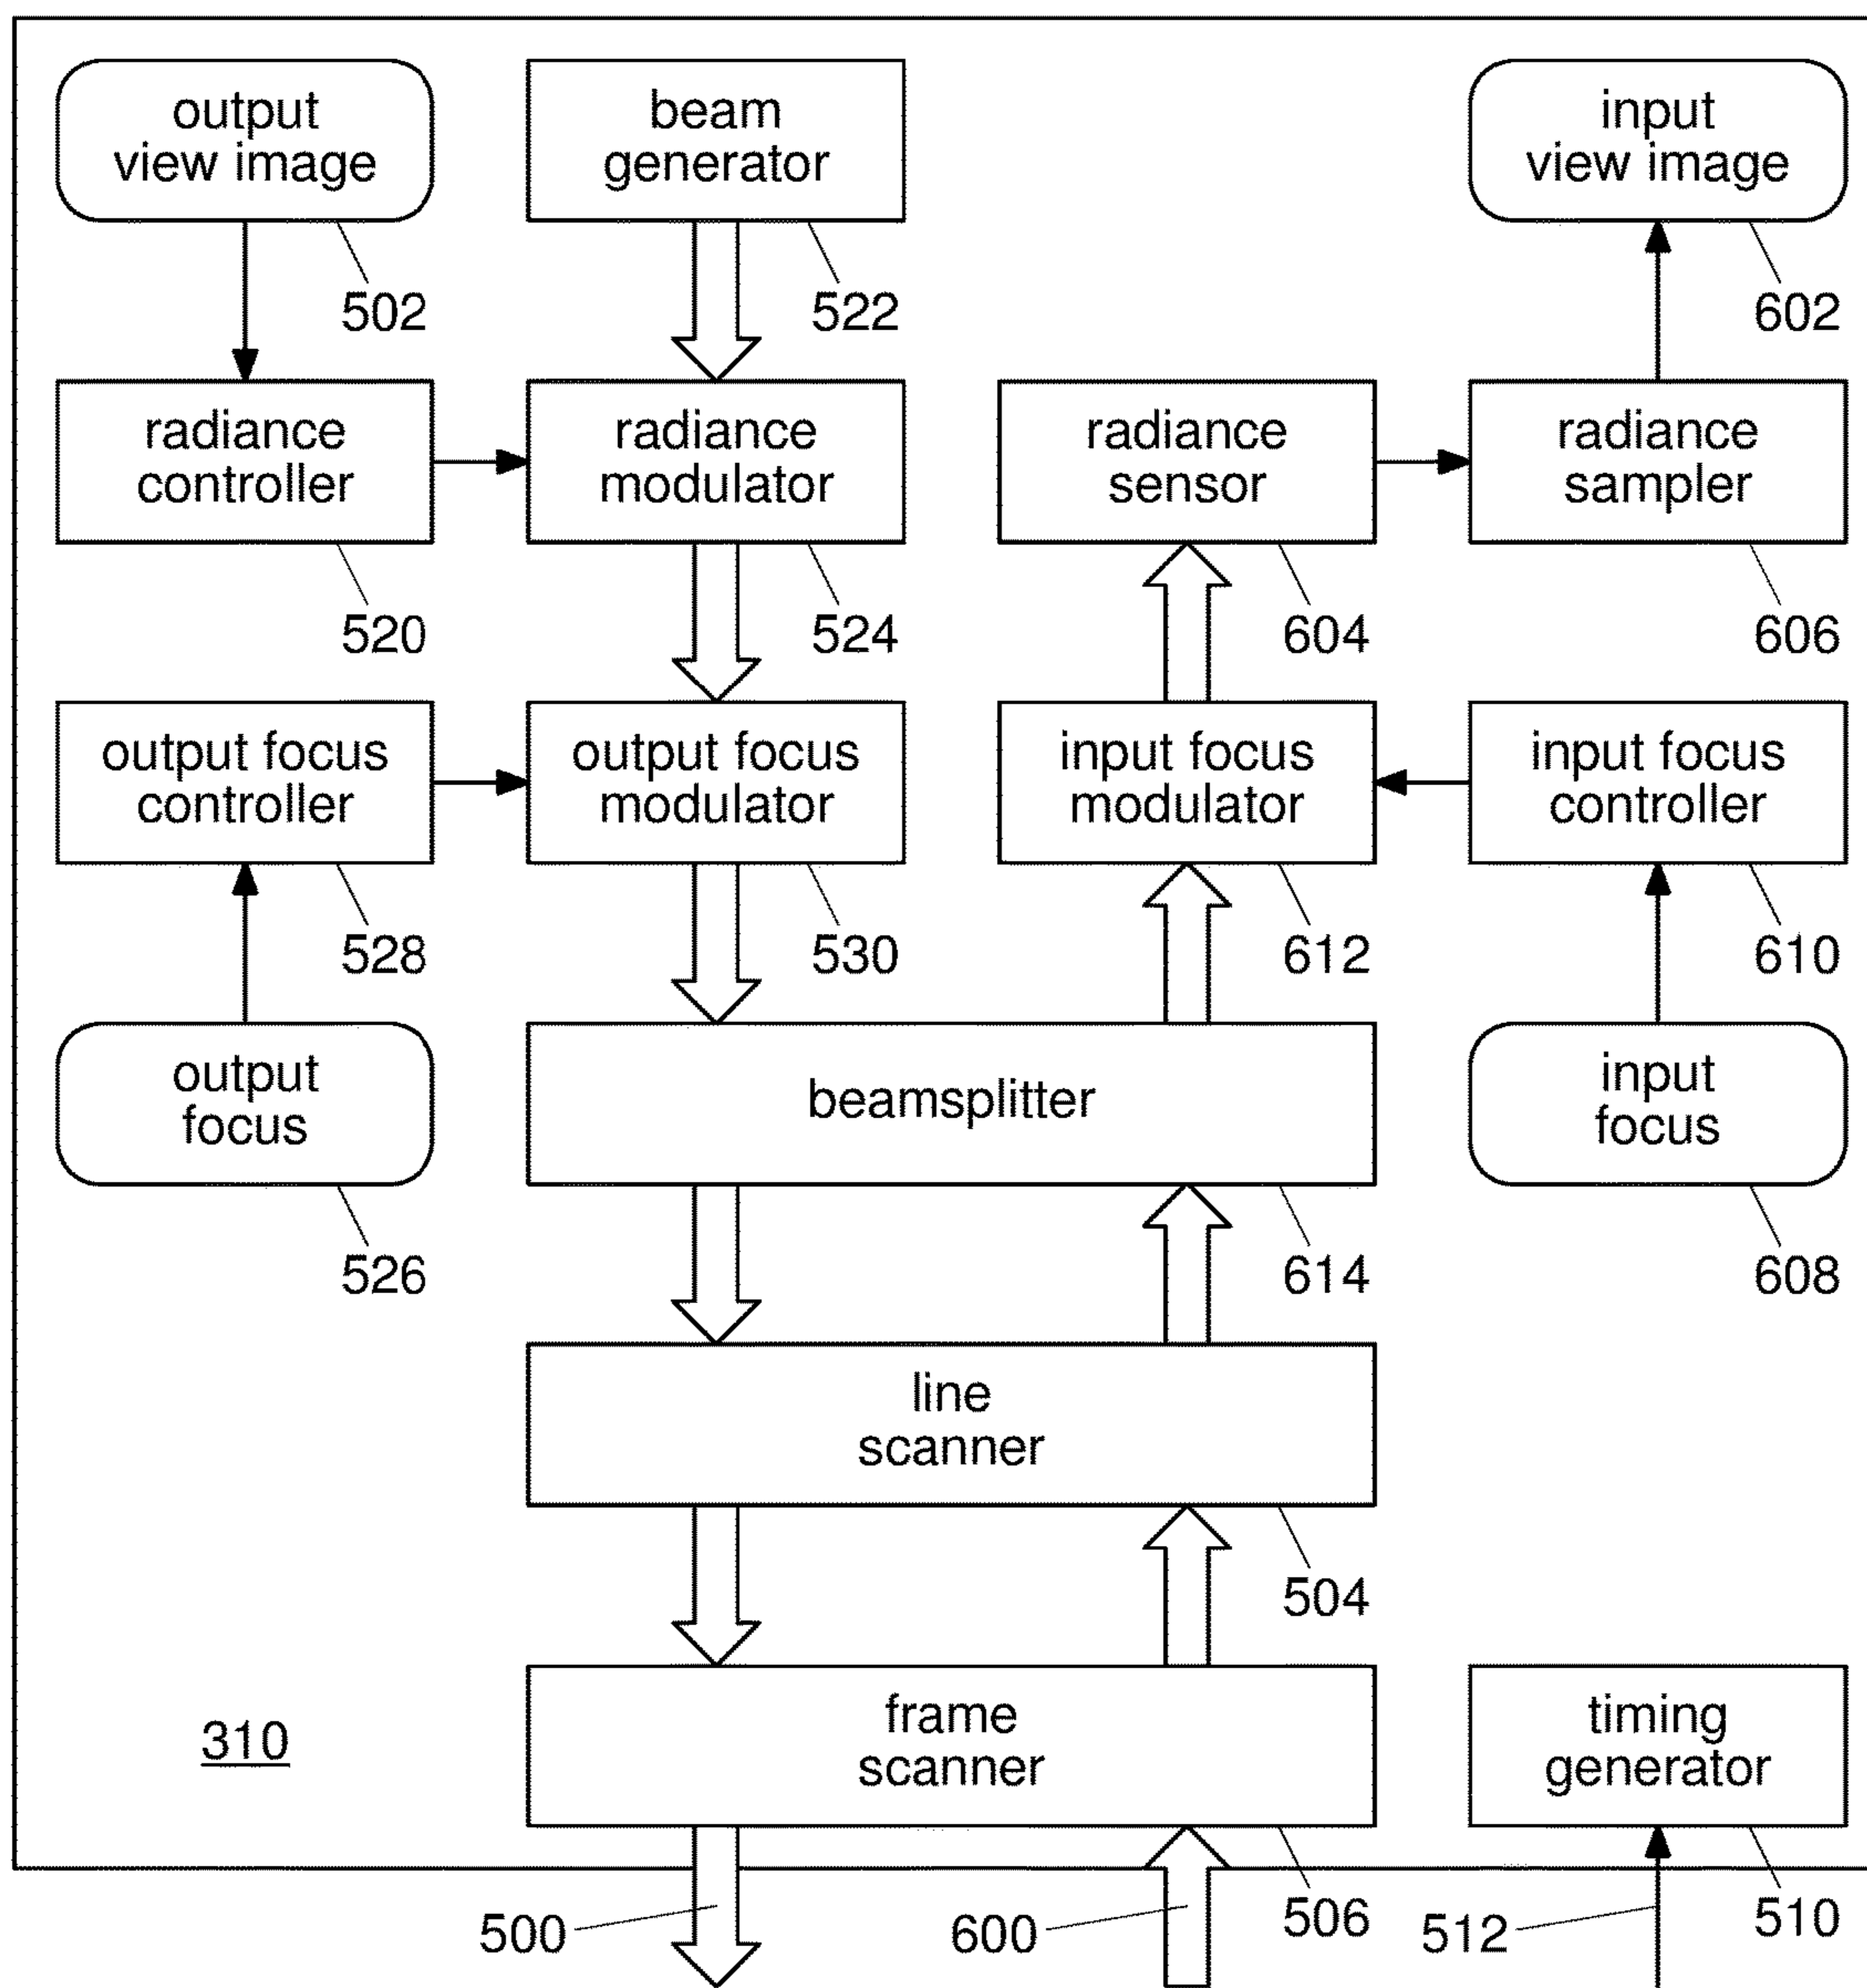 output
view image
beam
generator
input
view image
502
522
602
radiance
controller
radiance
modulator
radiance
sensor
radiance
sampler
520
524
604
606
output focus
controller
output focus
modulator
input focus
modulator
input focus
controller
528
530
612
610
output
focus
beamsplitter
input
focus
526
614
608
line
scanner
504
310
frame
scanner
timing
generator
500
600
506
512
510